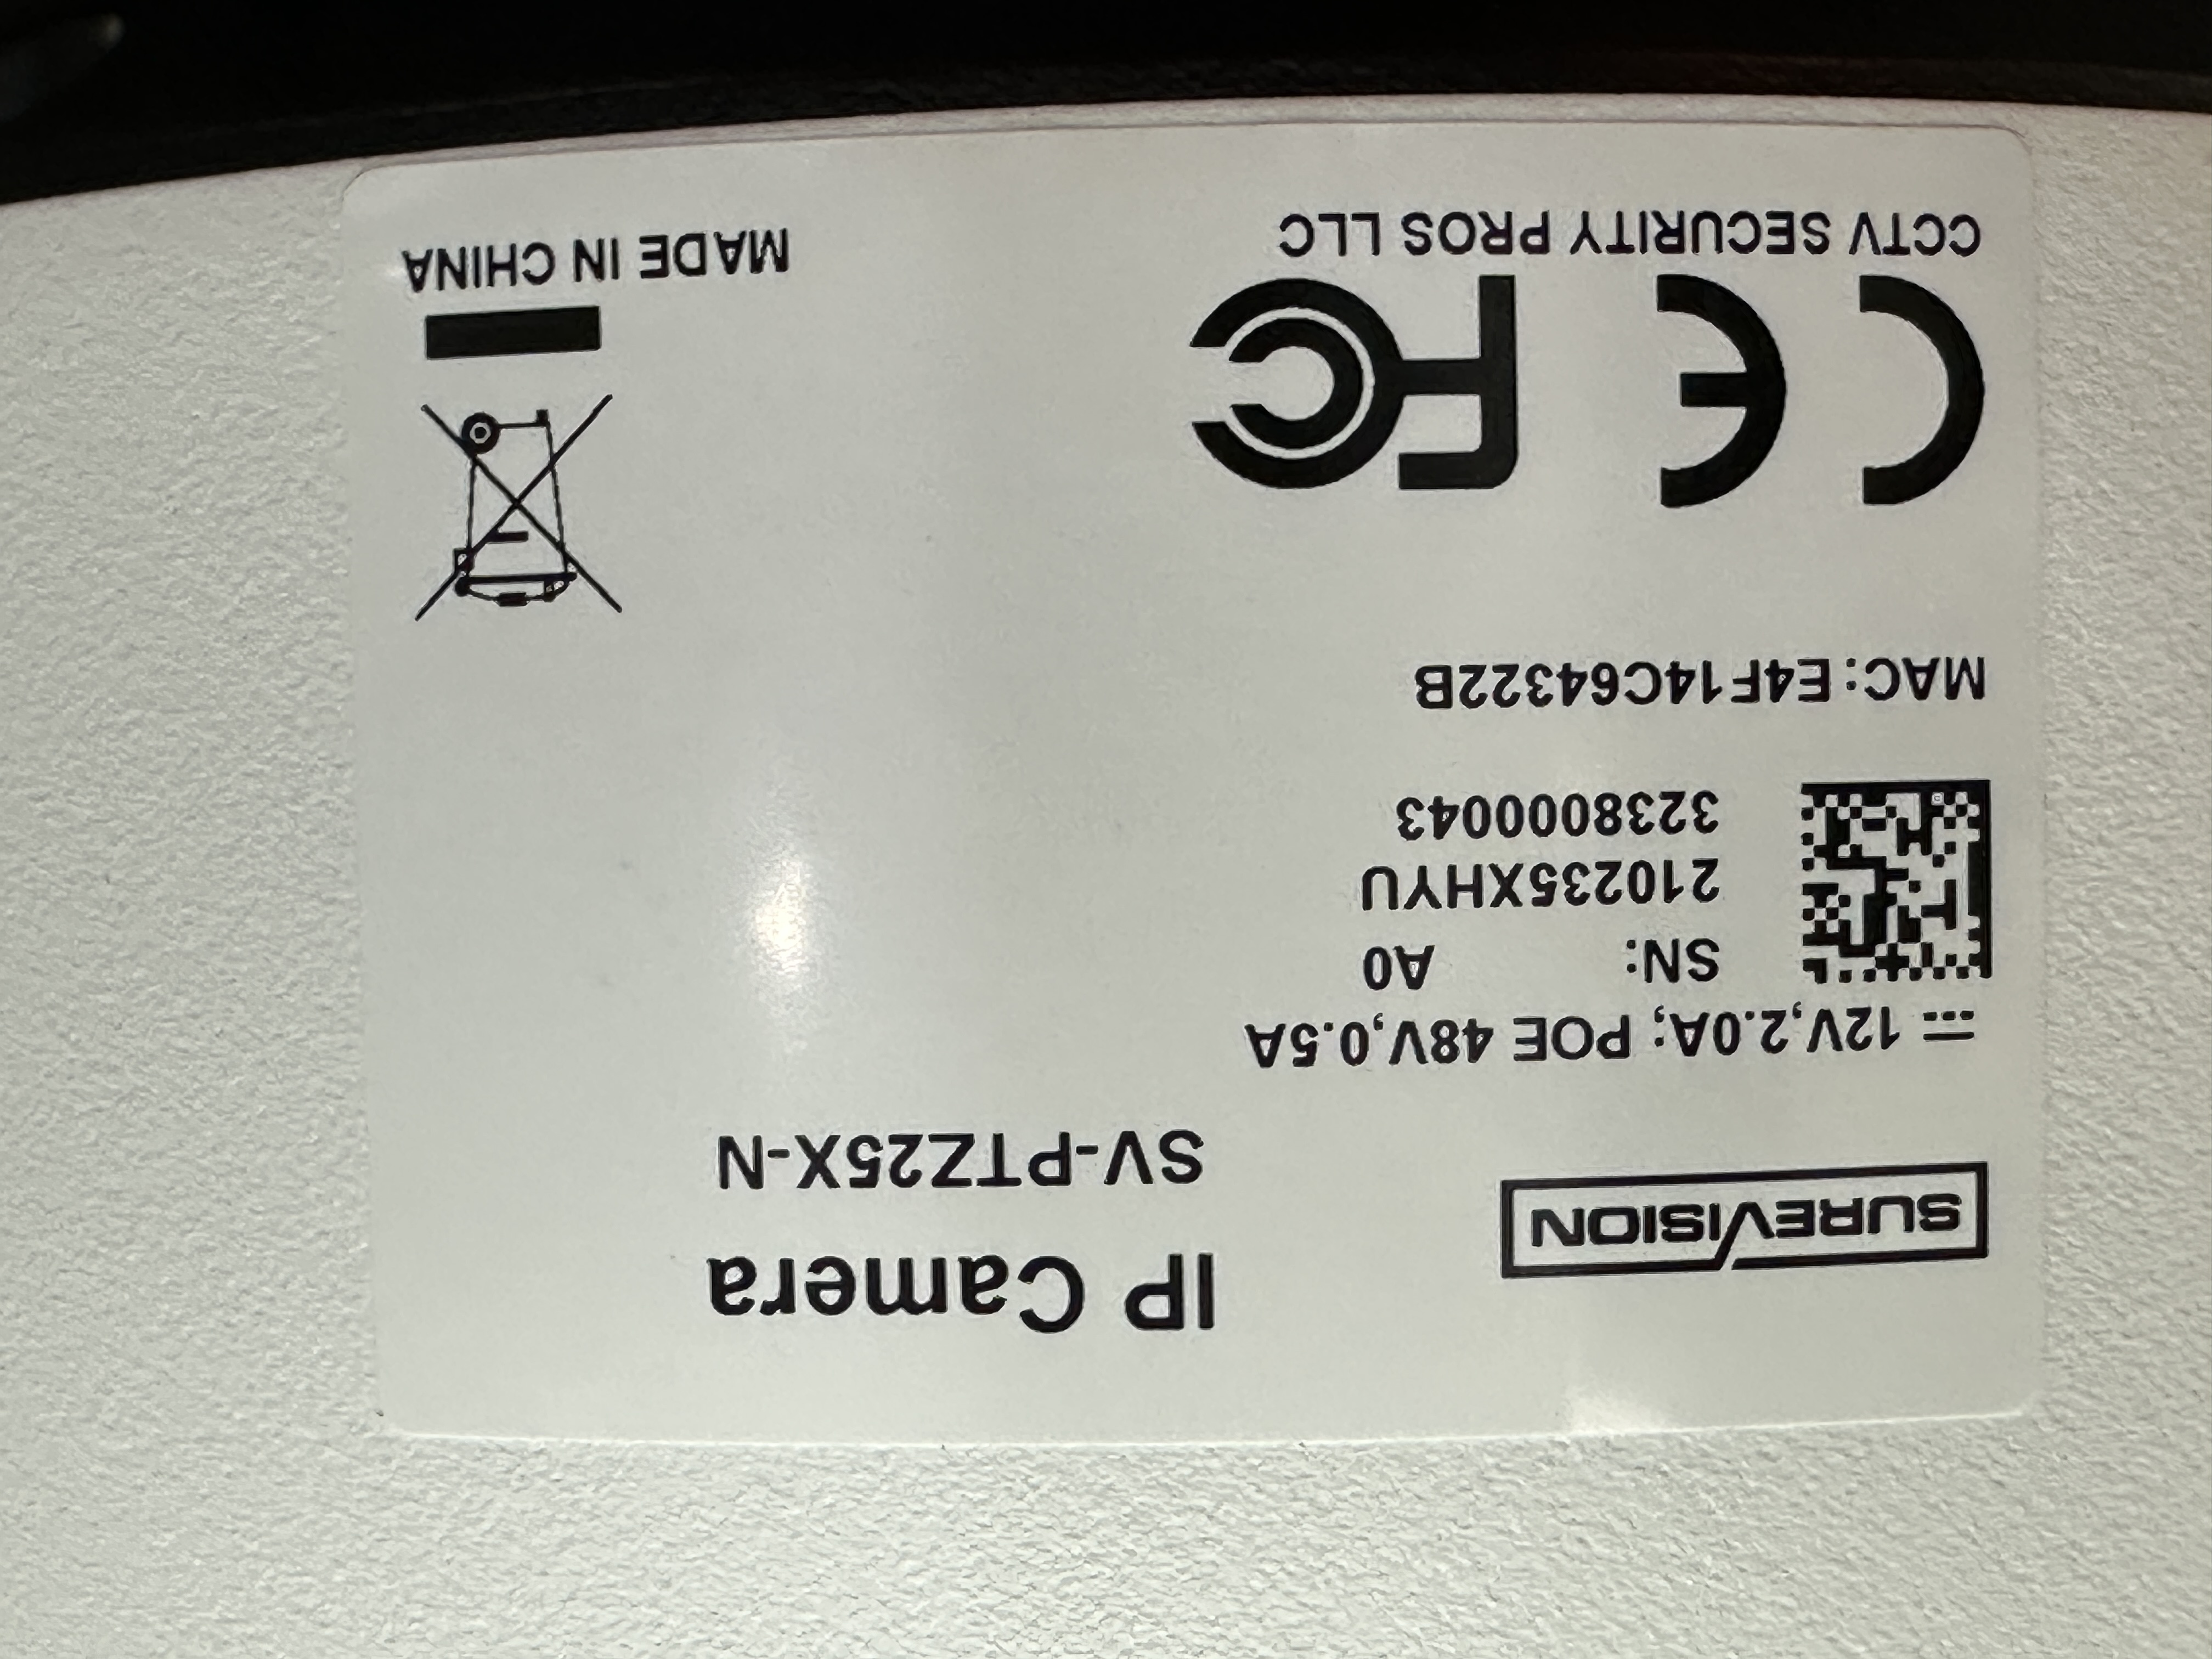 SUREVISION
IP Camera
SV-PTZ25X-N
⎓ 12V,2.0A; POE 48V,0.5A
SN: A0
210235XHYU
3238000043
MAC: E4F14C64322B
CE FC
CCTV SECURITY PROS LLC
MADE IN CHINA